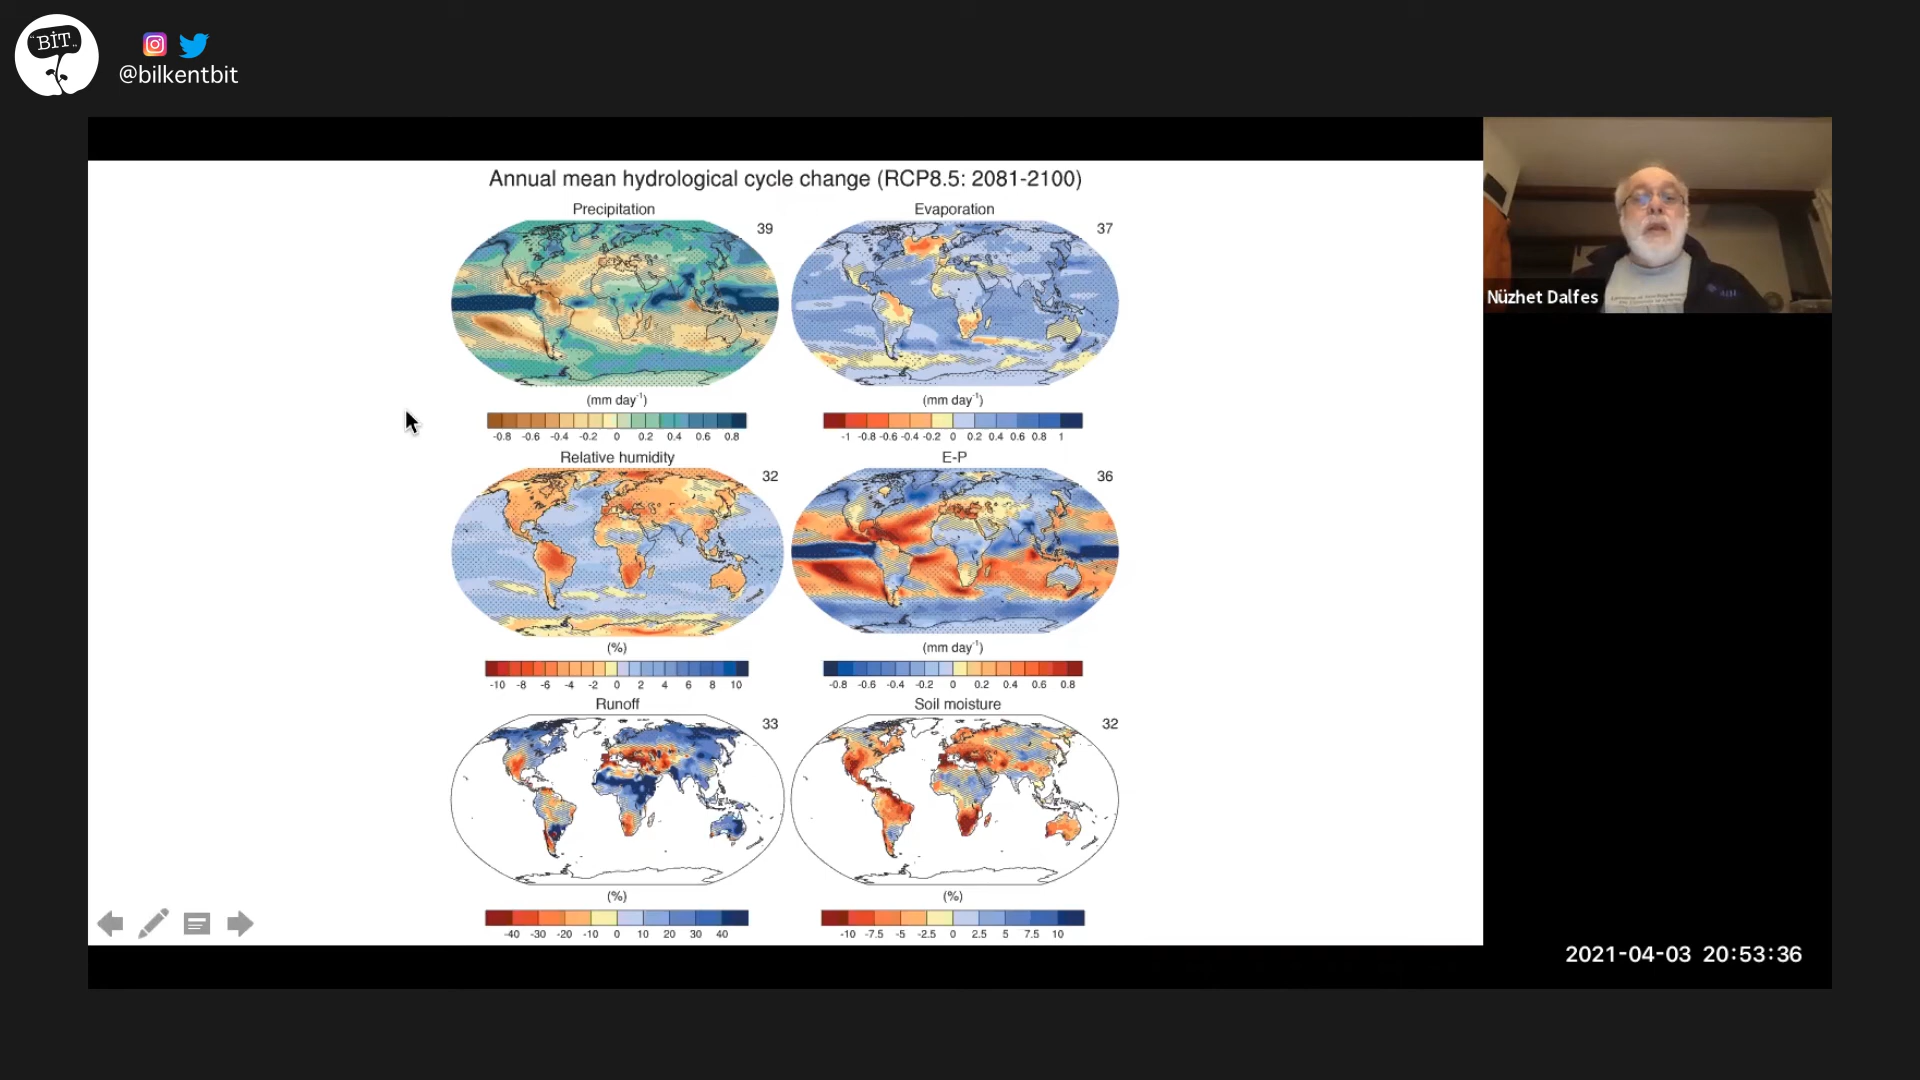 BİT
@bilkentbit
Annual mean hydrological cycle change (RCP8.5: 2081-2100)
Precipitation
39
(mm day-1)
-0.8 -0.6 -0.4 -0.2 0 0.2 0.4 0.6 0.8
Evaporation
37
(mm day-1)
-1 -0.8 -0.6 -0.4 -0.2 0 0.2 0.4 0.6 0.8 1
Relative humidity
32
(%)
-10 -8 -6 -4 -2 0 2 4 6 8 10
E-P
36
(mm day-1)
-0.8 -0.6 -0.4 -0.2 0 0.2 0.4 0.6 0.8
Runoff
33
(%)
-40 -30 -20 -10 0 10 20 30 40
Soil moisture
32
(%)
-10 -7.5 -5 -2.5 0 2.5 5 7.5 10
Nüzhet Dalfes
2021-04-03 20:53:36